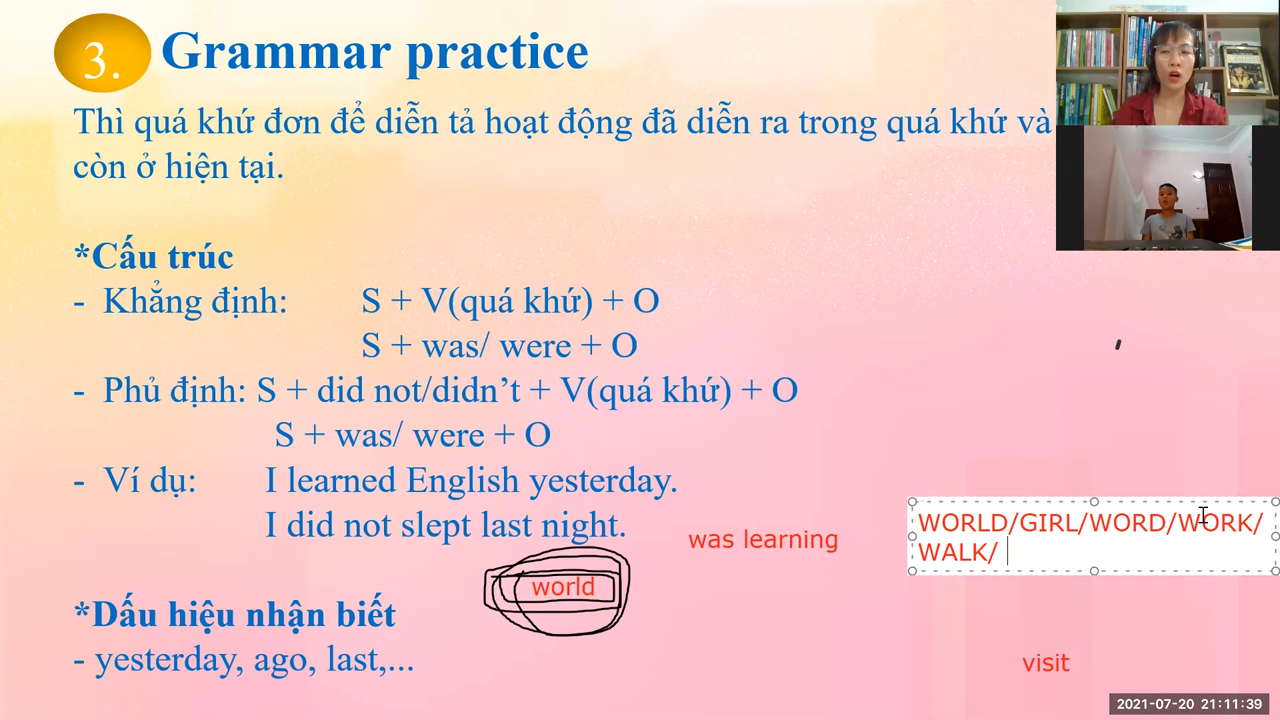 3. Grammar practice
Thì quá khứ đơn để diễn tả hoạt động đã diễn ra trong quá khứ và
còn ở hiện tại.
*Cấu trúc
- Khẳng định: S + V(quá khứ) + O
S + was/ were + O
- Phủ định: S + did not/didn’t + V(quá khứ) + O
S + was/ were + O
- Ví dụ: I learned English yesterday.
I did not slept last night.
was learning
WORLD/GIRL/WORD/WORK/
WALK/
world
*Dấu hiệu nhận biết
- yesterday, ago, last,...
visit
2021-07-20 21:11:39